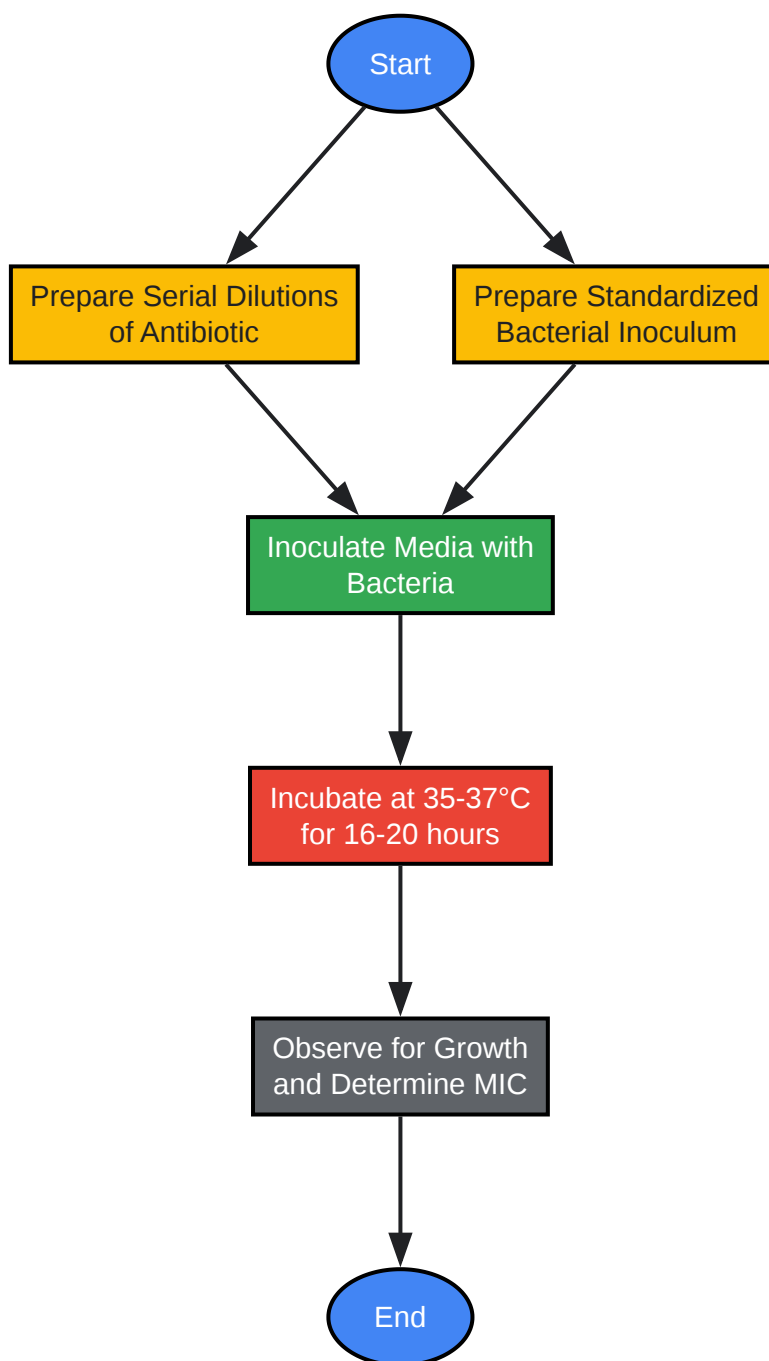 Start
Prepare Serial Dilutions
of Antibiotic
Prepare Standardized
Bacterial Inoculum
Inoculate Media with
Bacteria
Incubate at 35-37°C
for 16-20 hours
Observe for Growth
and Determine MIC
End